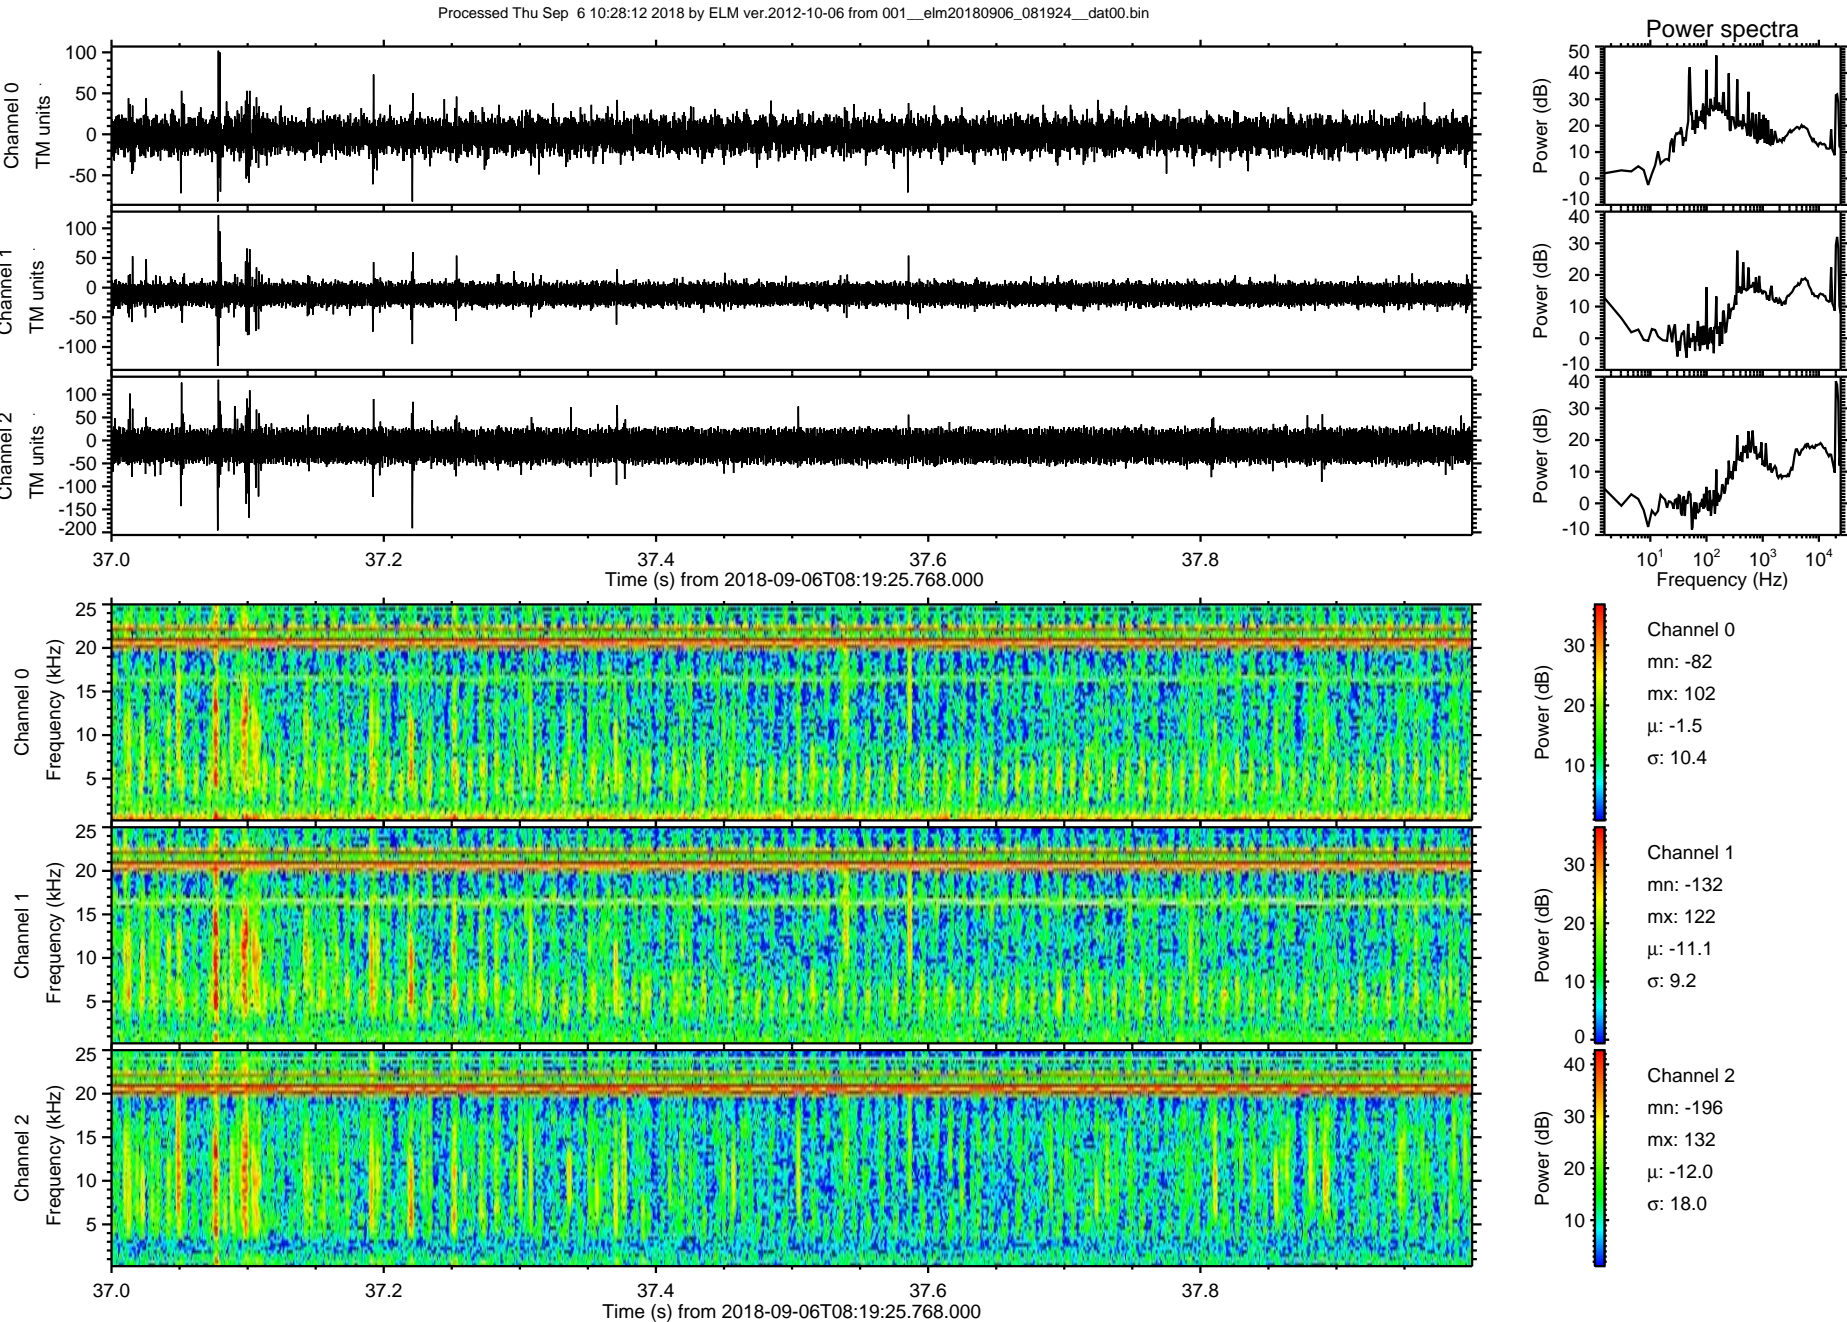 Processed Thu Sep  6 10:28:12 2018 by ELM ver.2012-10-06 from 001__elm20180906_081924__dat00.bin
Power spectra
Channel 0
TM units
100
50
0
-50
Power (dB)
50
40
30
20
10
0
-10
Channel 1
TM units
100
50
0
-50
-100
Power (dB)
40
30
20
10
0
-10
Channel 2
TM units
100
50
0
-50
-100
-150
-200
Power (dB)
40
30
20
10
0
-10
37.0 37.2 37.4 37.6 37.8
Time (s) from 2018-09-06T08:19:25.768.000
10^1 10^2 10^3 10^4
Frequency (Hz)
Channel 0
Frequency (kHz)
25
20
15
10
5
Power (dB)
30
20
10
Channel 0
mn: -82
mx: 102
μ: -1.5
σ: 10.4
Channel 1
Frequency (kHz)
25
20
15
10
5
Power (dB)
30
20
10
0
Channel 1
mn: -132
mx: 122
μ: -11.1
σ: 9.2
Channel 2
Frequency (kHz)
25
20
15
10
5
Power (dB)
40
30
20
10
Channel 2
mn: -196
mx: 132
μ: -12.0
σ: 18.0
37.0 37.2 37.4 37.6 37.8
Time (s) from 2018-09-06T08:19:25.768.000